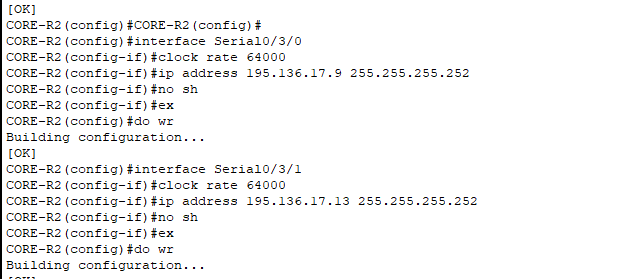 [OK]
CORE-R2(config)#CORE-R2(config)#
CORE-R2(config)#interface Serial0/3/0
CORE-R2(config-if)#clock rate 64000
CORE-R2(config-if)#ip address 195.136.17.9 255.255.255.252
CORE-R2(config-if)#no sh
CORE-R2(config-if)#ex
CORE-R2(config)#do wr
Building configuration...
[OK]
CORE-R2(config)#interface Serial0/3/1
CORE-R2(config-if)#clock rate 64000
CORE-R2(config-if)#ip address 195.136.17.13 255.255.255.252
CORE-R2(config-if)#no sh
CORE-R2(config-if)#ex
CORE-R2(config)#do wr
Building configuration...
[OK]